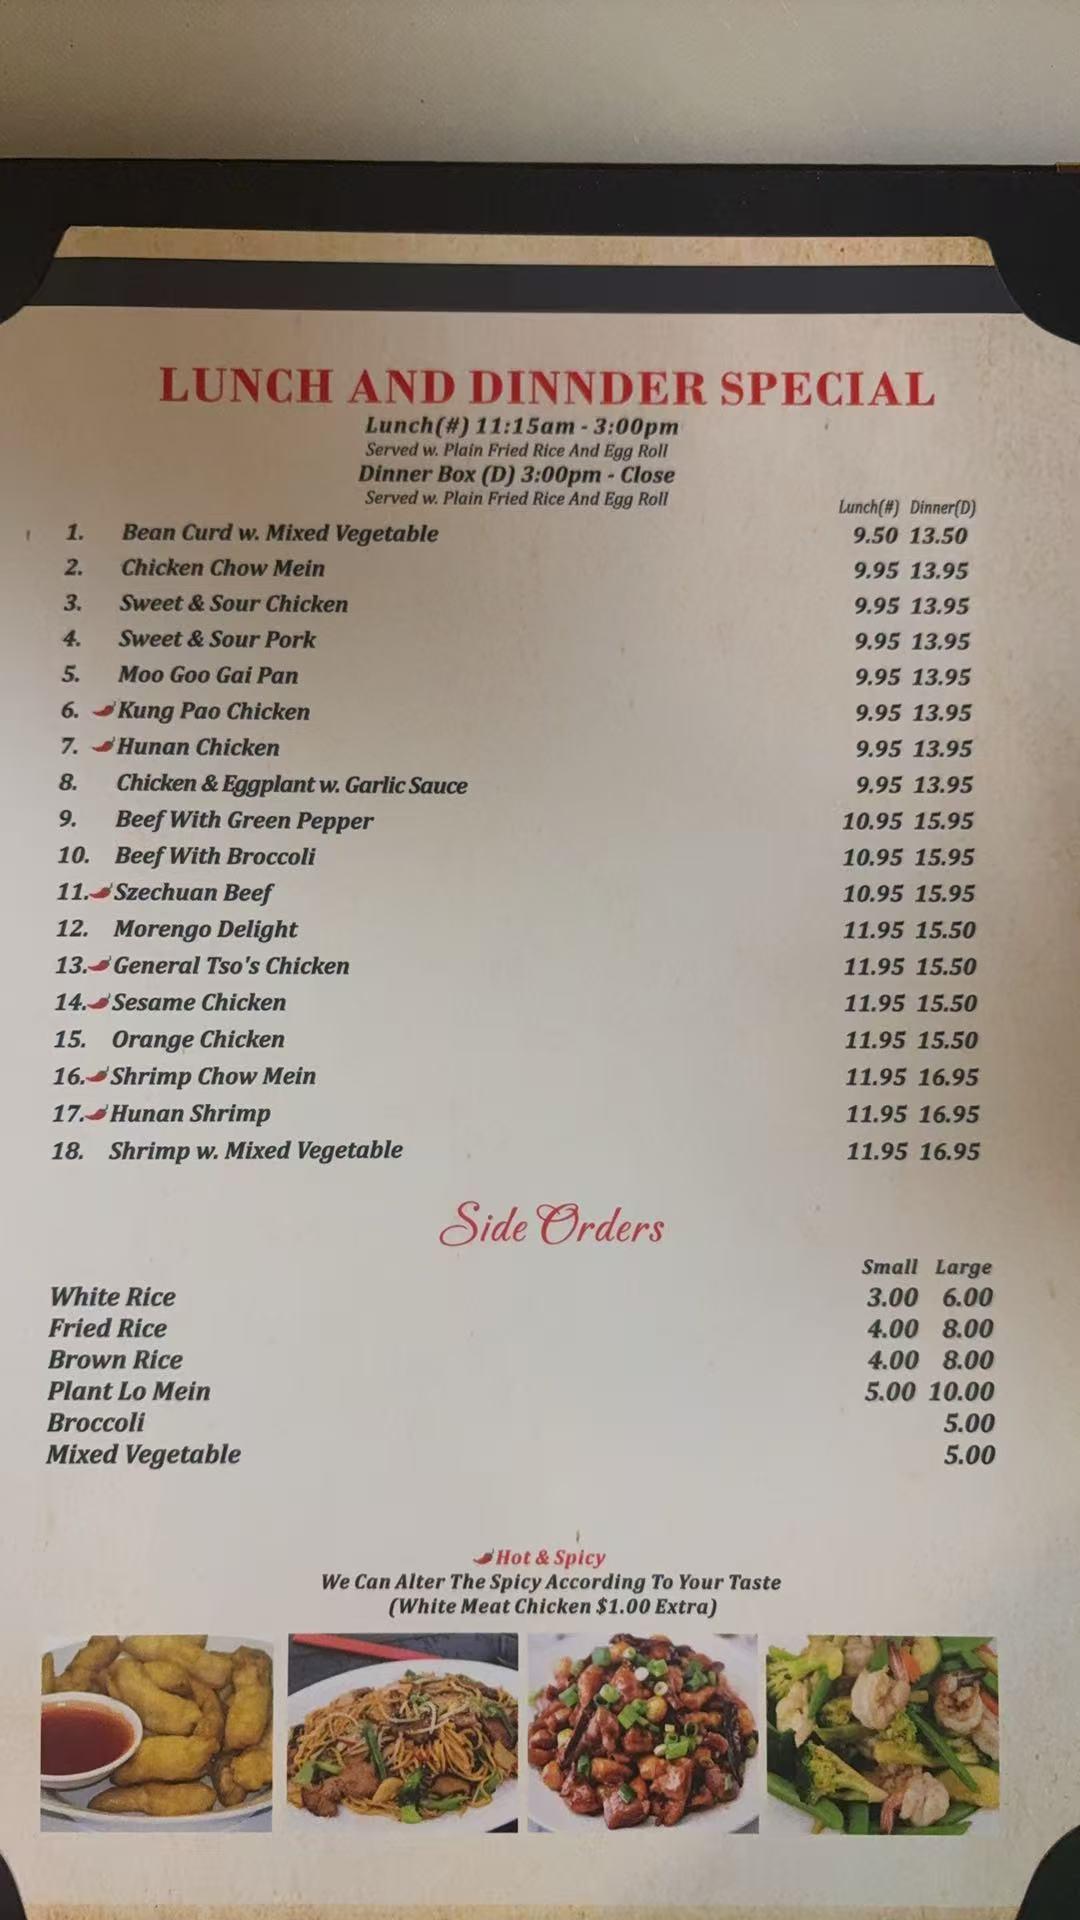 LUNCH AND DINNDER SPECIAL
Lunch(#) 11:15am - 3:00pm
Served w. Plain Fried Rice And Egg Roll
Dinner Box (D) 3:00pm - Close
Served w. Plain Fried Rice And Egg Roll
Lunch(#) Dinner(D)
1. Bean Curd w. Mixed Vegetable 9.50 13.50
2. Chicken Chow Mein 9.95 13.95
3. Sweet & Sour Chicken 9.95 13.95
4. Sweet & Sour Pork 9.95 13.95
5. Moo Goo Gai Pan 9.95 13.95
6. Kung Pao Chicken 9.95 13.95
7. Hunan Chicken 9.95 13.95
8. Chicken & Eggplant w. Garlic Sauce 9.95 13.95
9. Beef With Green Pepper 10.95 15.95
10. Beef With Broccoli 10.95 15.95
11. Szechuan Beef 10.95 15.95
12. Morengo Delight 11.95 15.50
13. General Tso's Chicken 11.95 15.50
14. Sesame Chicken 11.95 15.50
15. Orange Chicken 11.95 15.50
16. Shrimp Chow Mein 11.95 16.95
17. Hunan Shrimp 11.95 16.95
18. Shrimp w. Mixed Vegetable 11.95 16.95
Side Orders
Small Large
White Rice 3.00 6.00
Fried Rice 4.00 8.00
Brown Rice 4.00 8.00
Plant Lo Mein 5.00 10.00
Broccoli 5.00
Mixed Vegetable 5.00
Hot & Spicy
We Can Alter The Spicy According To Your Taste
(White Meat Chicken $1.00 Extra)